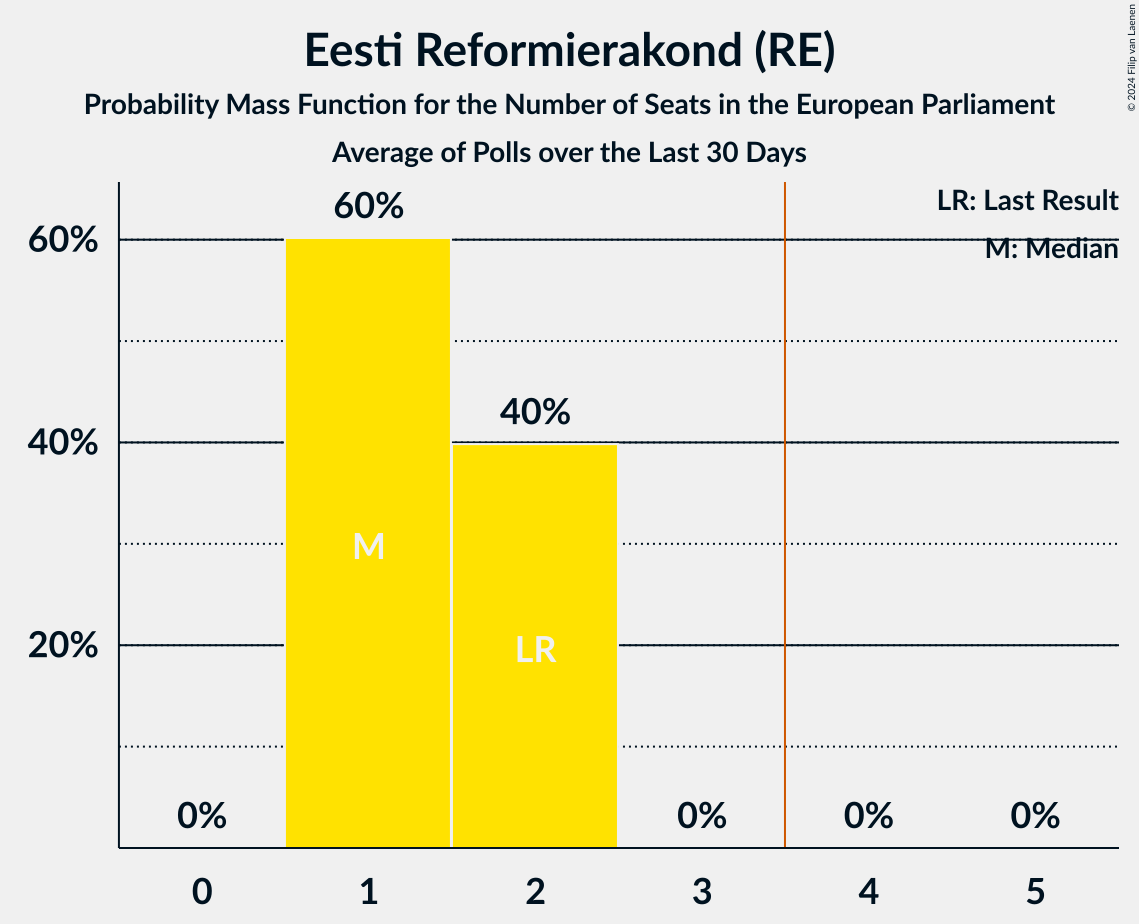 Eesti Reformierakond (RE)
Probability Mass Function for the Number of Seats in the European Parliament
Average of Polls over the Last 30 Days
© 2024 Filip van Laenen
LR: Last Result
M: Median
60%
40%
20%
0%
60%
40%
0%
0%
0%
M
LR
0
1
2
3
4
5